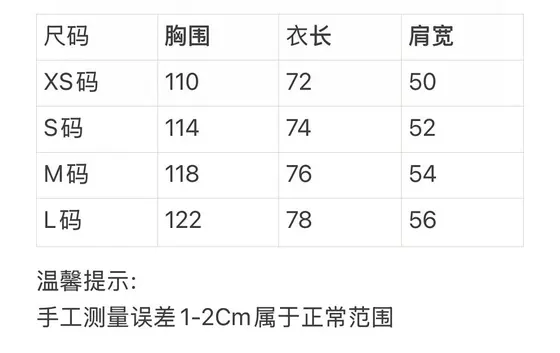 尺码 胸围 衣长 肩宽
XS码 110 72 50
S码 114 74 52
M码 118 76 54
L码 122 78 56
温馨提示:
手工测量误差1-2Cm属于正常范围